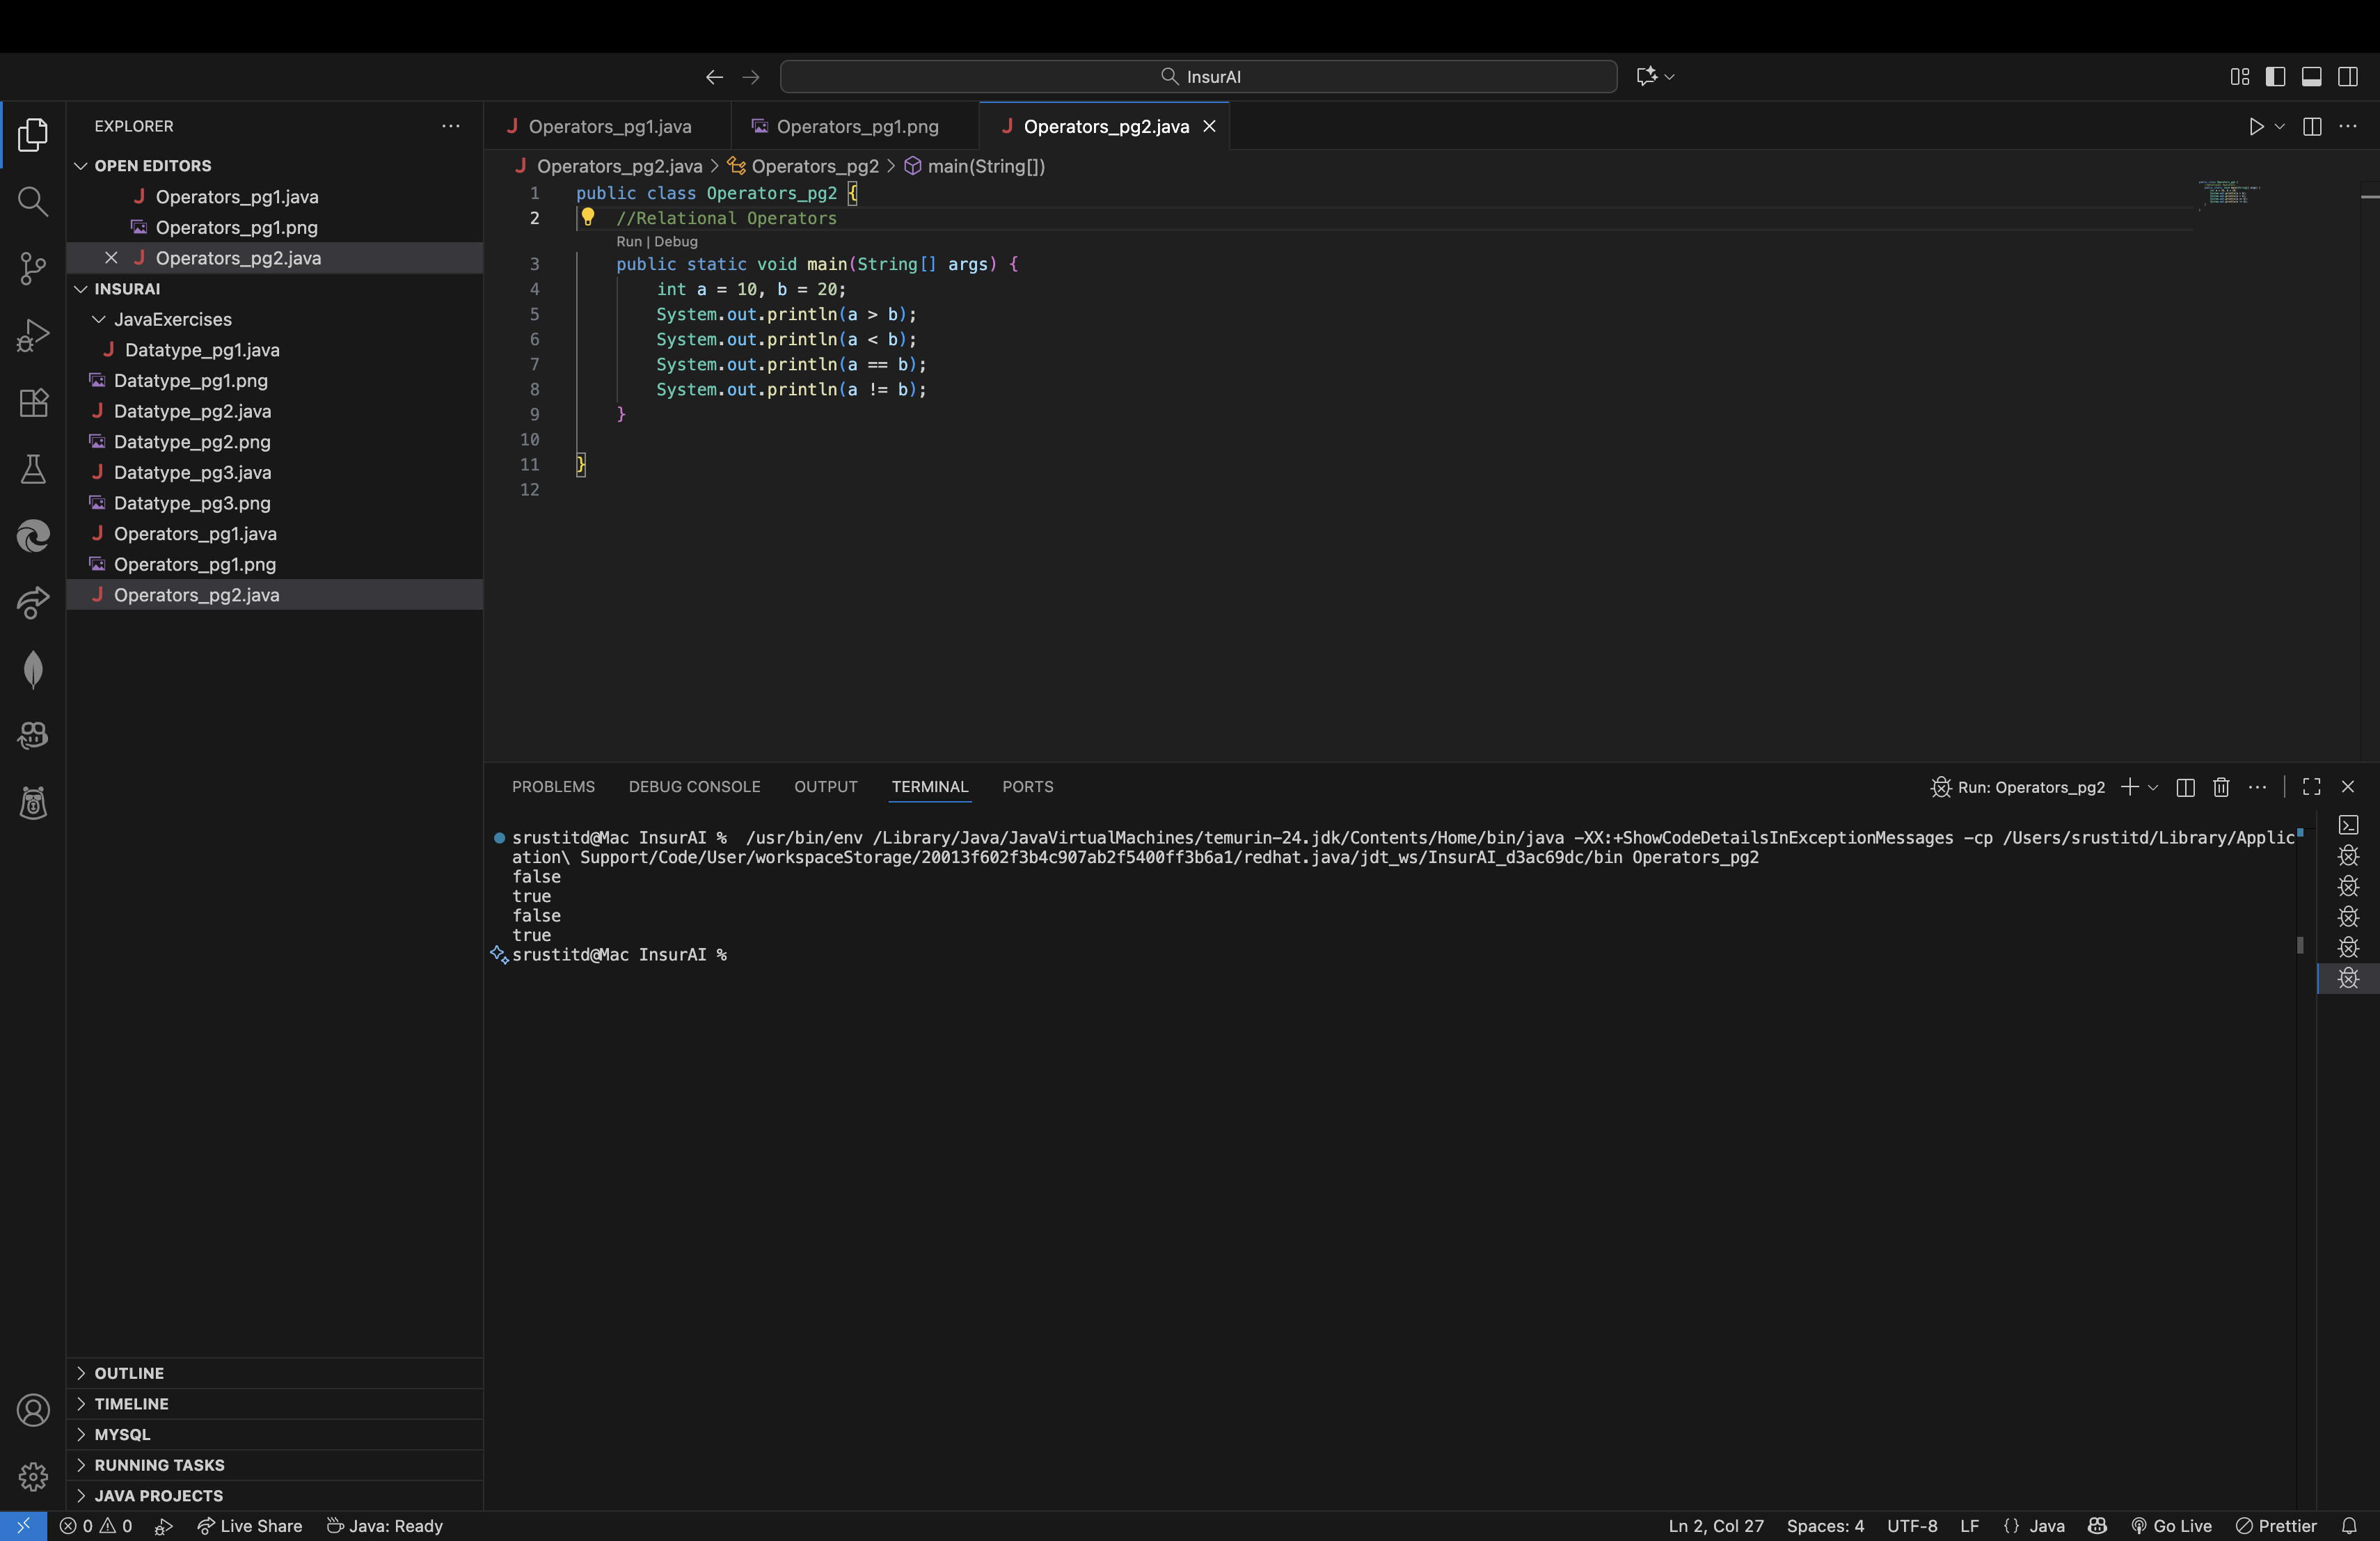 InsurAI
EXPLORER
OPEN EDITORS
Operators_pg1.java
Operators_pg1.png
Operators_pg2.java
INSURAI
JavaExercises
Datatype_pg1.java
Datatype_pg1.png
Datatype_pg2.java
Datatype_pg2.png
Datatype_pg3.java
Datatype_pg3.png
Operators_pg1.java
Operators_pg1.png
Operators_pg2.java
OUTLINE
TIMELINE
MYSQL
RUNNING TASKS
JAVA PROJECTS
Operators_pg1.java Operators_pg1.png Operators_pg2.java
Operators_pg2.java > Operators_pg2 > main(String[])
1 public class Operators_pg2 {
2 //Relational Operators
Run | Debug
3 public static void main(String[] args) {
4 int a = 10, b = 20;
5 System.out.println(a > b);
6 System.out.println(a < b);
7 System.out.println(a == b);
8 System.out.println(a != b);
9 }
10
11 }
12
PROBLEMS DEBUG CONSOLE OUTPUT TERMINAL PORTS Run: Operators_pg2
srustitd@Mac InsurAI % /usr/bin/env /Library/Java/JavaVirtualMachines/temurin-24.jdk/Contents/Home/bin/java -XX:+ShowCodeDetailsInExceptionMessages -cp /Users/srustitd/Library/Applic
ation\ Support/Code/User/workspaceStorage/20013f602f3b4c907ab2f5400ff3b6a1/redhat.java/jdt_ws/InsurAI_d3ac69dc/bin Operators_pg2
false
true
false
true
srustitd@Mac InsurAI %
0 0 Live Share Java: Ready Ln 2, Col 27 Spaces: 4 UTF-8 LF {} Java Go Live Prettier